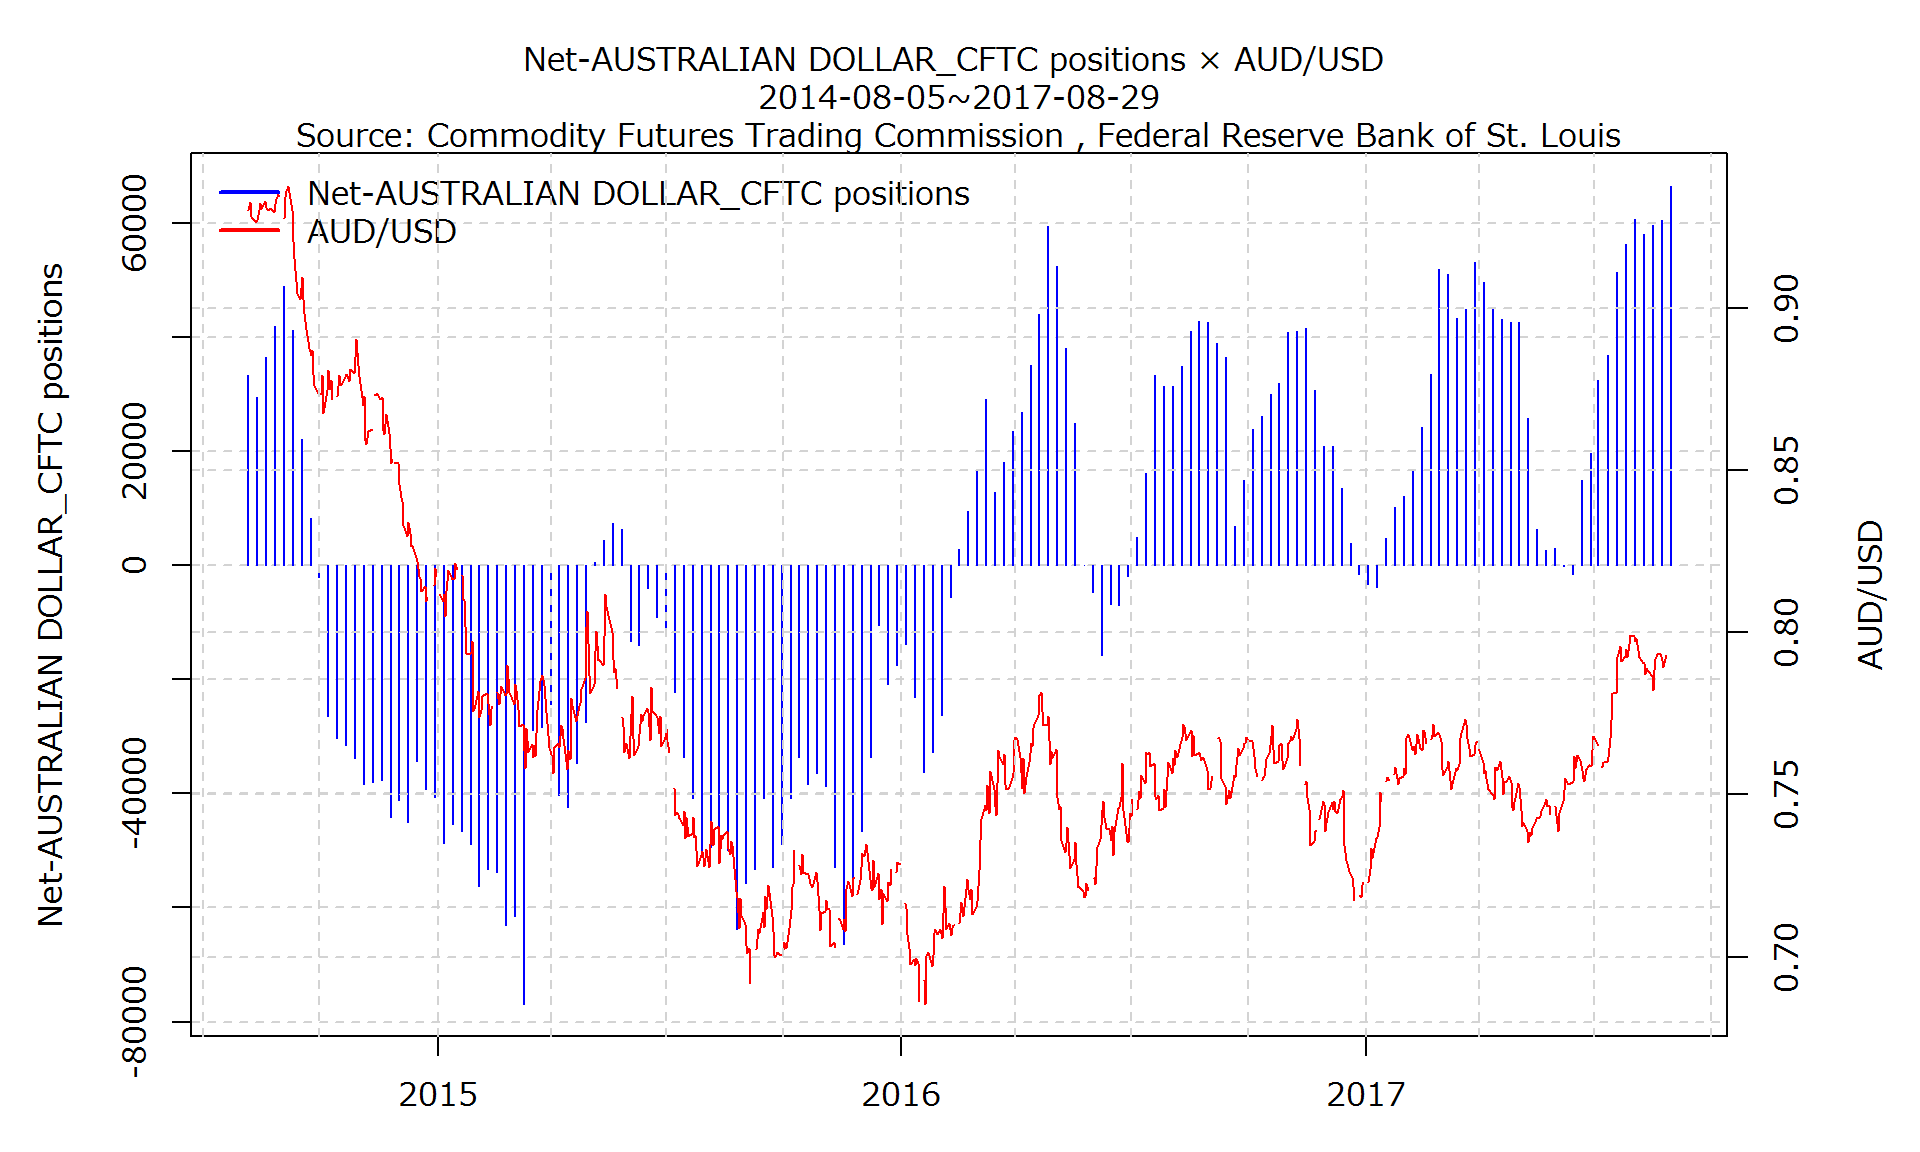 Net-AUSTRALIAN DOLLAR_CFTC positions × AUD/USD
2014-08-05~2017-08-29
Source: Commodity Futures Trading Commission , Federal Reserve Bank of St. Louis
Net-AUSTRALIAN DOLLAR_CFTC positions
AUD/USD
Net-AUSTRALIAN DOLLAR_CFTC positions
60000
20000
0
-40000
-80000
0.90
0.85
0.80
0.75
0.70
AUD/USD
2015
2016
2017